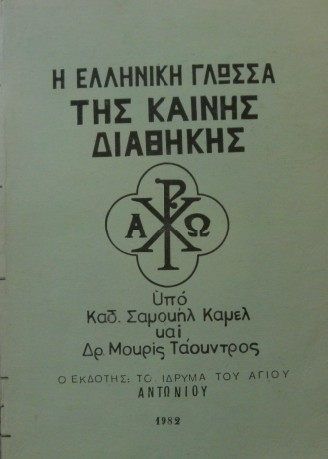 Η ΕΛΛΗΝΙΚΗ ΓΛΩΣΣΑ
ΤΗΣ ΚΑΙΝΗΣ
ΔΙΑΘΗΚΗΣ
Α Ω
Ὑπό
Καθ. Σαμουήλ Καμελ
καί
Δρ. Μουρίς Τάουντρος
Ο ΕΚΔΟΤΗΣ: ΤΟ ΙΔΡΥΜΑ ΤΟΥ ΑΓΙΟΥ
ΑΝΤΩΝΙΟΥ
1982